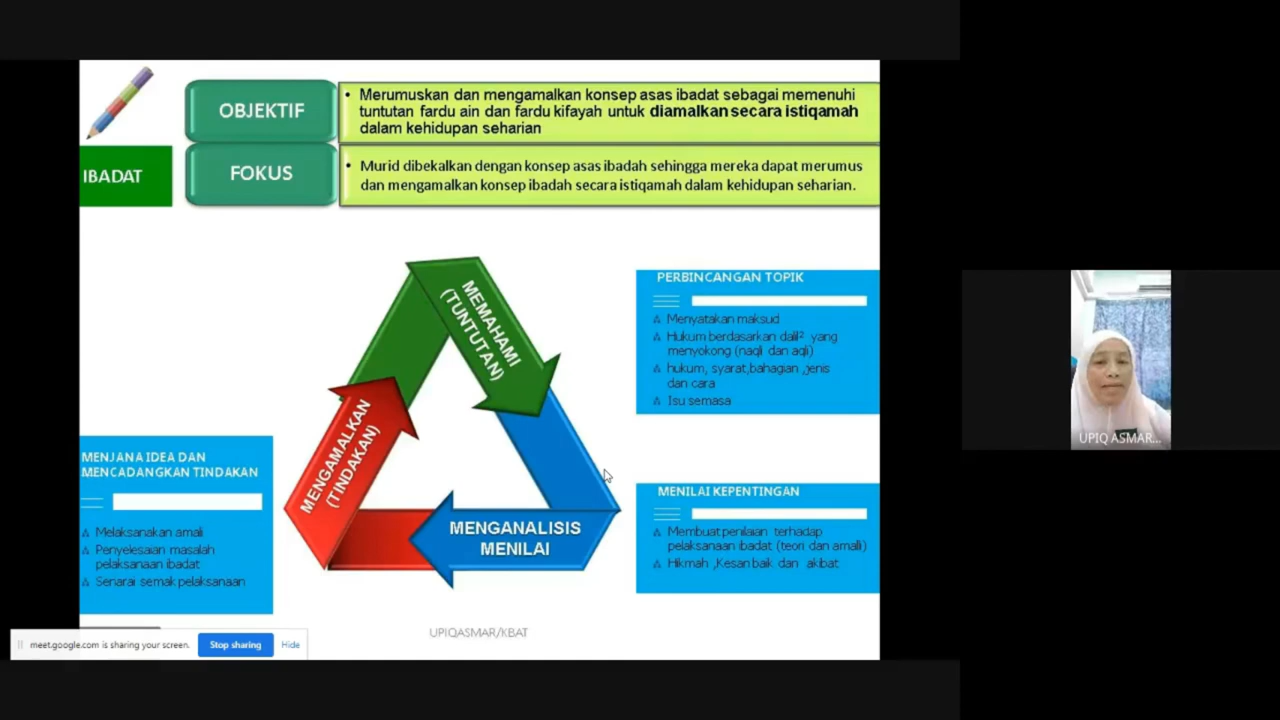 OBJEKTIF
• Merumuskan dan mengamalkan konsep asas ibadat sebagai memenuhi
tuntutan fardu ain dan fardu kifayah untuk diamalkan secara istiqamah
dalam kehidupan seharian
IBADAT
FOKUS
• Murid dibekalkan dengan konsep asas ibadah sehingga mereka dapat merumus
dan mengamalkan konsep ibadah secara istiqamah dalam kehidupan seharian.
MEMAHAMI
(TUNTUTAN)
PERBINCANGAN TOPIK
Menyatakan maksud
Hukum berdasarkan dalil² yang
menyokong (naqli dan aqli)
hukum, syarat,bahagian ,jenis
dan cara
Isu semasa
MENGAMALKAN
(TINDAKAN)
MENGANALISIS
MENILAI
MENJANA IDEA DAN
MENCADANGKAN TINDAKAN
Melaksanakan amali
Penyelesaian masalah
pelaksanaan ibadat
Senarai semak pelaksanaan
MENILAI KEPENTINGAN
Membuat penilaian terhadap
pelaksanaan ibadat (teori dan amali)
Hikmah ,Kesan baik dan akibat
UPIQASMAR/KBAT
meet.google.com is sharing your screen.
Stop sharing
Hide
UPIQ ASMAR...